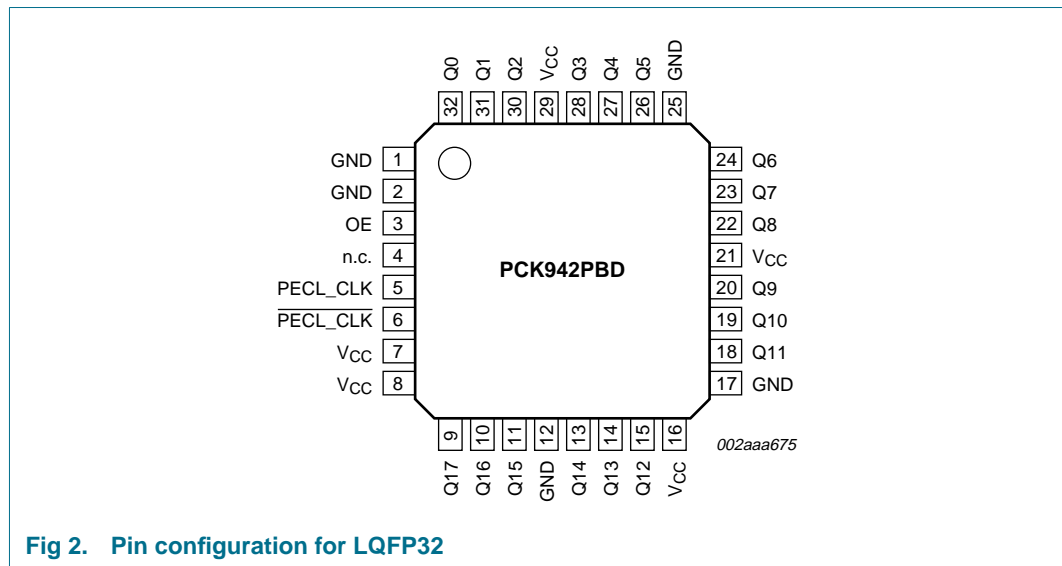 Q0 Q1 Q2 VCC Q3 Q4 Q5 GND
32 31 30 29 28 27 26 25
GND 1 24 Q6
GND 2 23 Q7
OE 3 22 Q8
n.c. 4 21 VCC
PCK942PBD
PECL_CLK 5 20 Q9
PECL_CLK 6 19 Q10
VCC 7 18 Q11
VCC 8 17 GND
9 10 11 12 13 14 15 16
Q17 Q16 Q15 GND Q14 Q13 Q12 VCC
002aaa675
Fig 2. Pin configuration for LQFP32